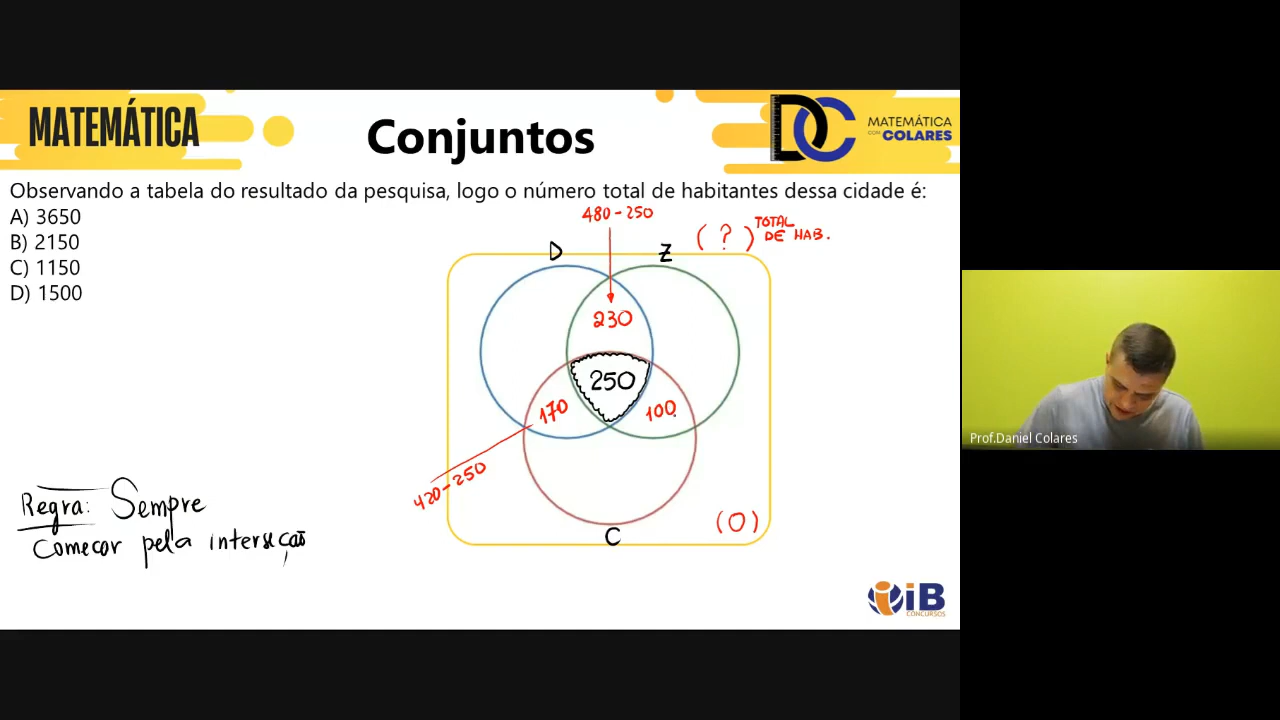 MATEMÁTICA
Conjuntos
DC
MATEMÁTICA
COM COLARES
Observando a tabela do resultado da pesquisa, logo o número total de habitantes dessa cidade é:
A) 3650
B) 2150
C) 1150
D) 1500
480-250
(?) TOTAL
DE HAB.
D
Z
230
250
170
100
420-250
C
(0)
Regra: Sempre
Começar pela interseção
Prof.Daniel Colares
iB
CONCURSOS